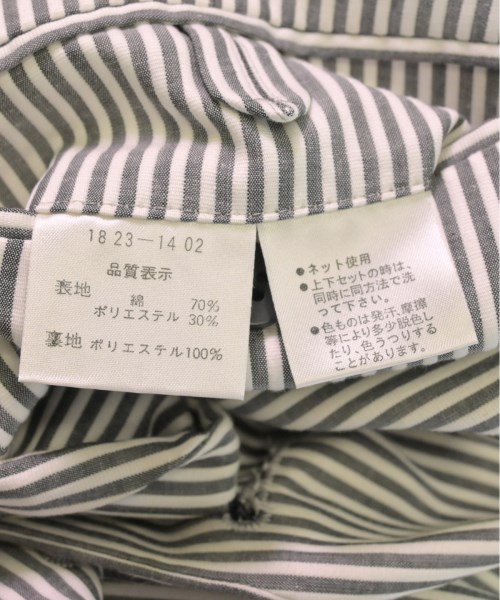 18 23-14 02
品質表示
表地 綿 70%
ポリエステル 30%
裏地 ポリエステル100%
●ネット使用
●上下セットの時は、
同時に同方法で洗
って下さい。
●色ものは発汗、摩擦
等により多少脱色し
たり、色うつりする
ことがあります。